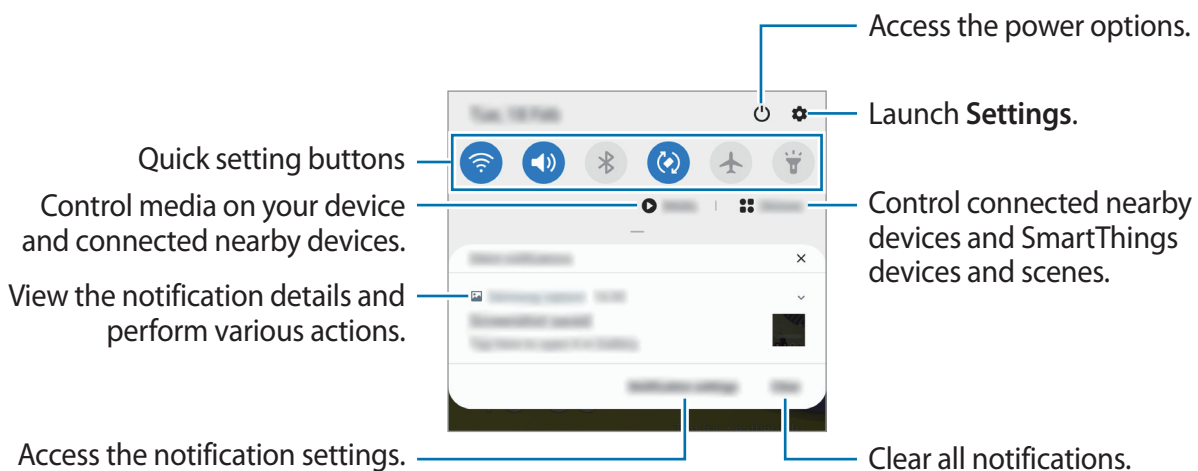 Access the power options.
Launch Settings.
Quick setting buttons
Control media on your device
and connected nearby devices.
Control connected nearby
devices and SmartThings
devices and scenes.
View the notification details and
perform various actions.
Access the notification settings.
Clear all notifications.